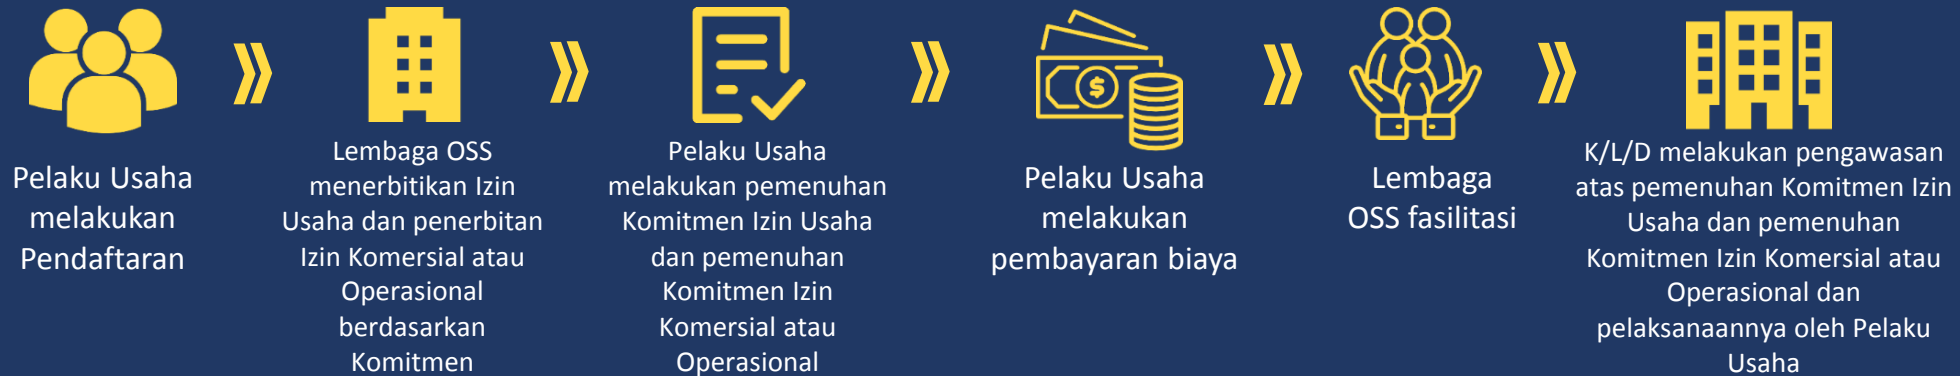 Pelaku Usaha
melakukan
Pendaftaran
Lembaga OSS
menerbitikan Izin
Usaha dan penerbitan
Izin Komersial atau
Operasional
berdasarkan
Komitmen
Pelaku Usaha
melakukan pemenuhan
Komitmen Izin Usaha
dan pemenuhan
Komitmen Izin
Komersial atau
Operasional
$
Pelaku Usaha
melakukan
pembayaran biaya
Lembaga
OSS fasilitasi
K/L/D melakukan pengawasan
atas pemenuhan Komitmen Izin
Usaha dan pemenuhan
Komitmen Izin Komersial atau
Operasional dan
pelaksanaannya oleh Pelaku
Usaha